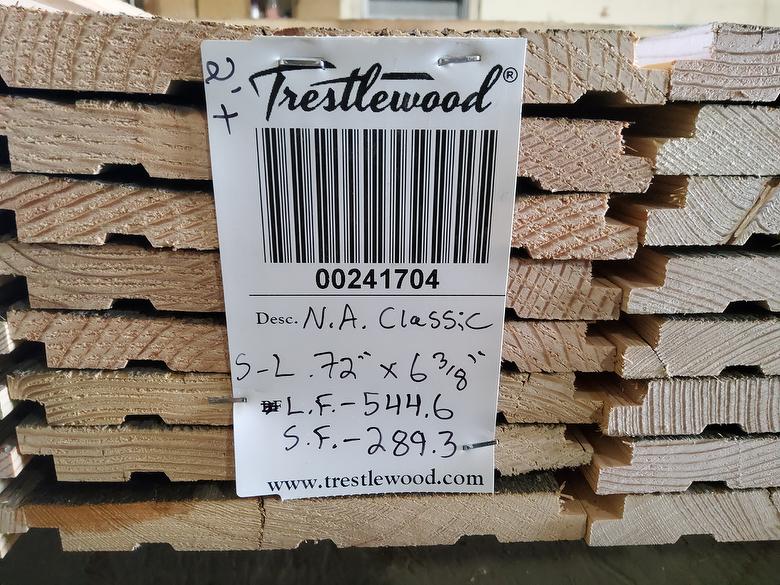 Trestlewood®
00241704
Desc. N.A. Classic
S-L .72" x 6 3/8"
L.F.-544.6
S.F.-289.3
www.trestlewood.com